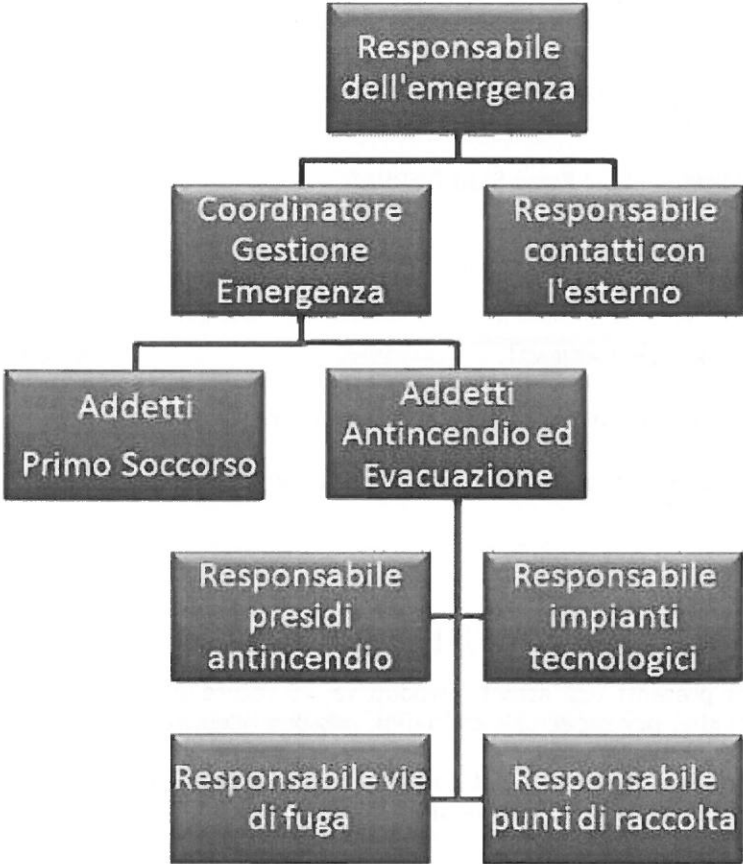 Responsabile
dell'emergenza
Coordinatore
Gestione
Emergenza
Responsabile
contatti con
l'esterno
Addetti
Primo Soccorso
Addetti
Antincendio ed
Evacuazione
Responsabile
presidi
antincendio
Responsabile
impianti
tecnologici
Responsabile vie
di fuga
Responsabile
punti di raccolta